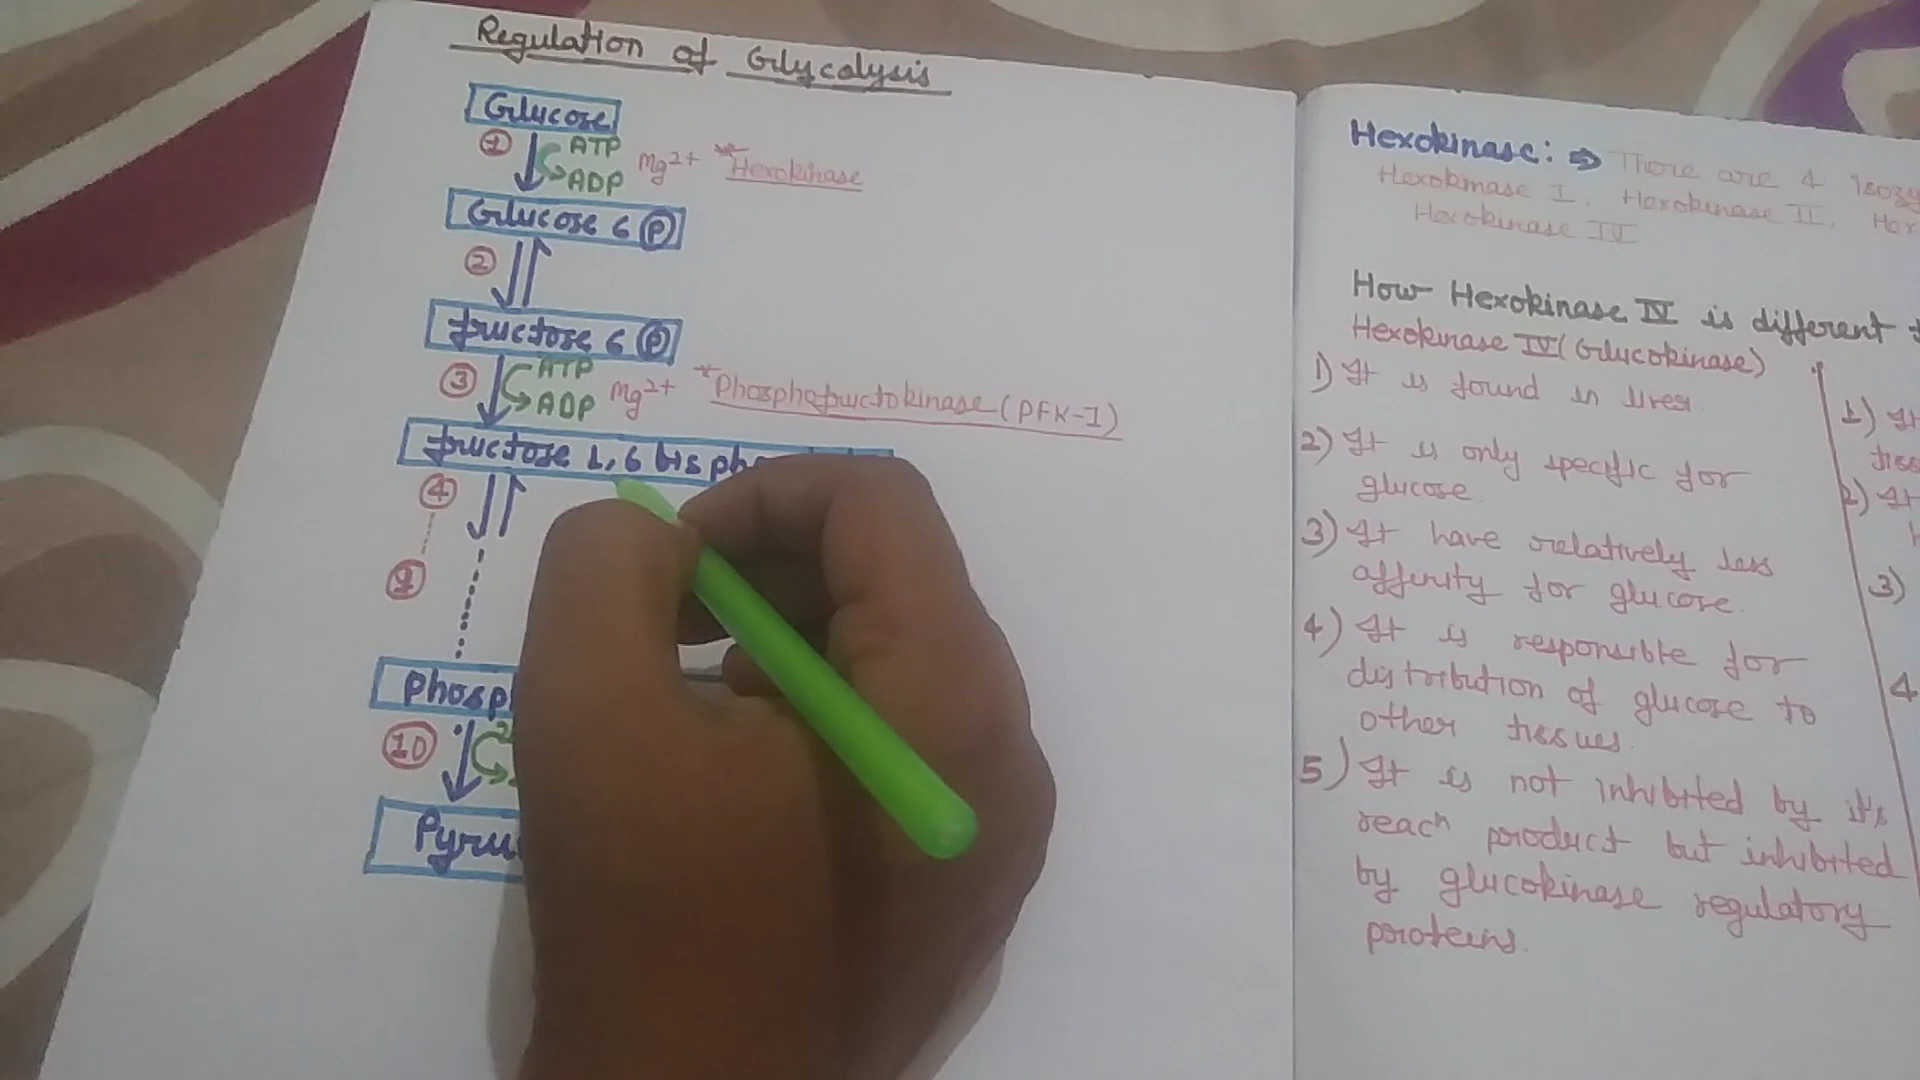 Regulation of Glycolysis
Glucose
1 ATP
ADP Mg2+ **Hexokinase
Glucose 6 P
2
fructose 6 P
3 ATP
ADP Mg2+ *Phosphofructokinase (PFK-1)
fructose 1,6 bisph
4
9
Phosp
10
Pyru
Hexokinase: ⇒ There are 4
Hexokinase I, Hexokinase II,
Hexokinase IV
How Hexokinase IV is different
Hexokinase IV (Glucokinase)
1) It is found in liver
2) It is only specific for
glucose.
3) It have relatively less
affinity for glucose
4) It is responsible for
distribution of glucose to
other tissues.
5) It is not inhibited by it's
reacn product but inhibited
by glucokinase regulatory
proteins.
1) It
2) It
3)
4